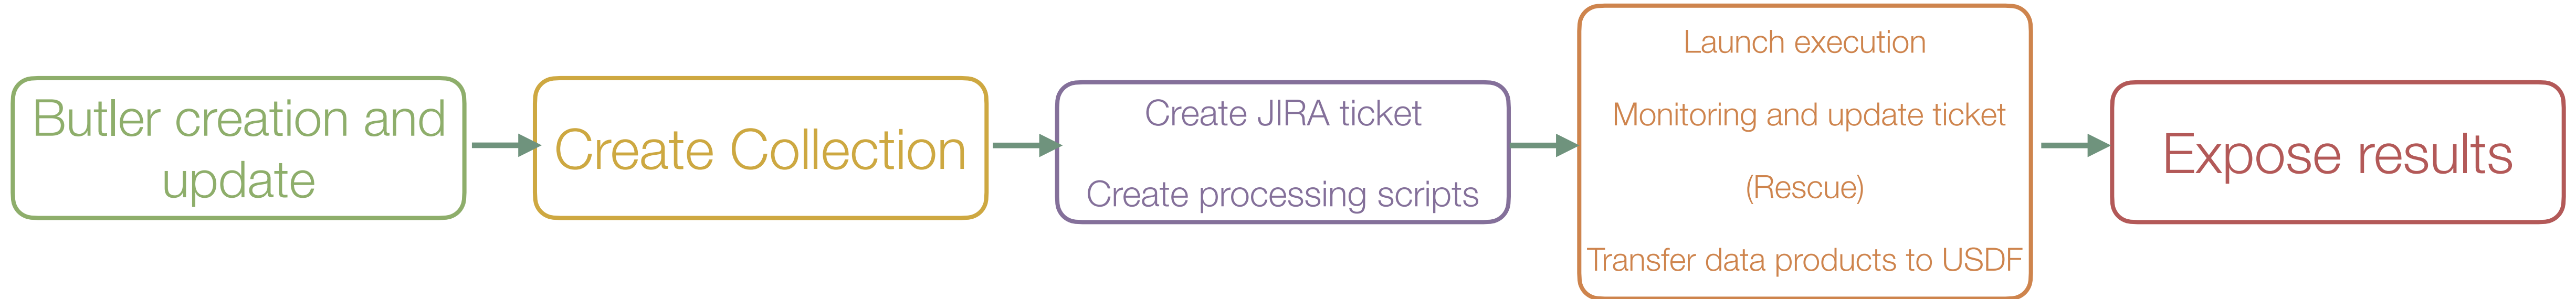 Butler creation and
update
Create Collection
Create JIRA ticket
Create processing scripts
Launch execution
Monitoring and update ticket
(Rescue)
Transfer data products to USDF
Expose results